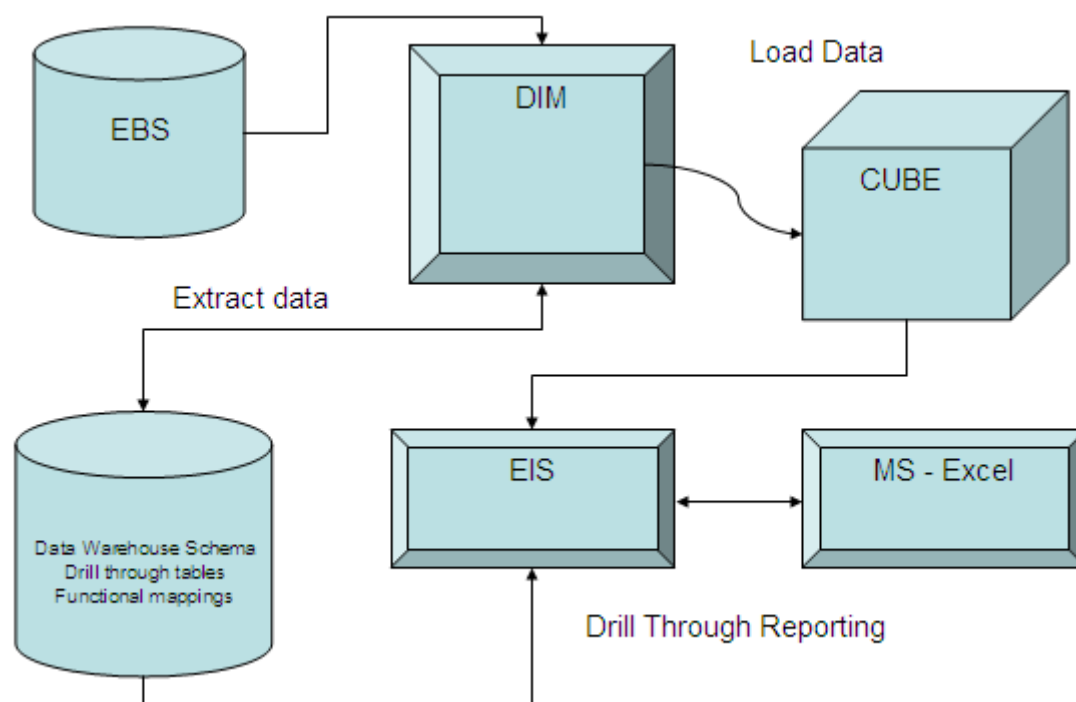 EBS
DIM
Load Data
CUBE
Extract data
Data Warehouse Schema
Drill through tables
Functional mappings
EIS
MS - Excel
Drill Through Reporting